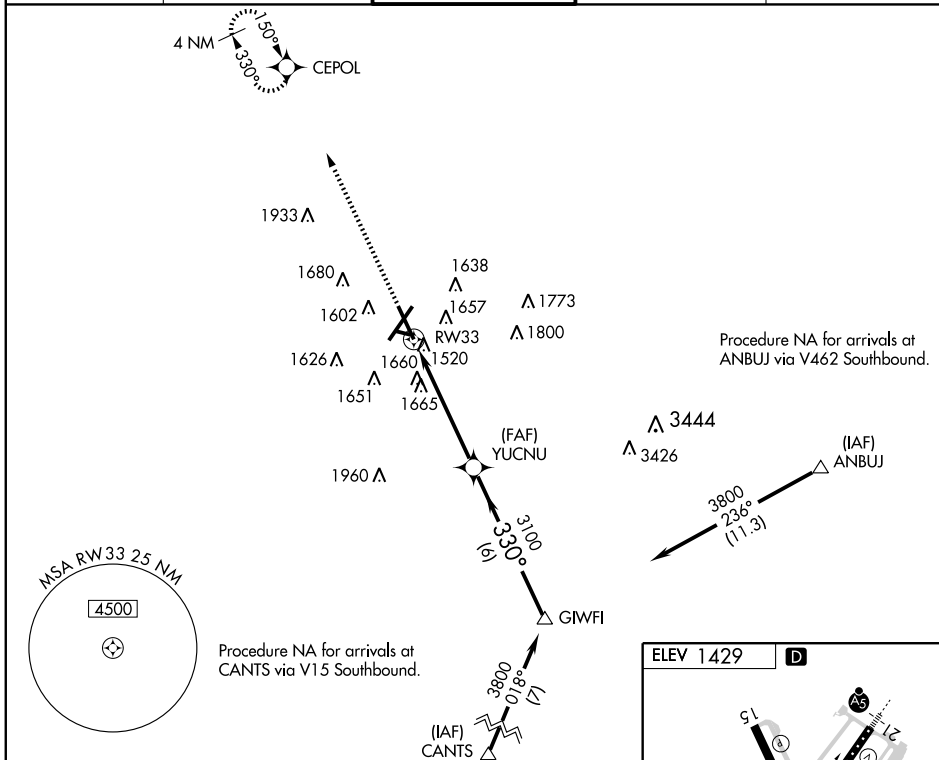 150°
4 NM
330°
CEPOL
1933
1680
1638
1602
1657
1773
RW33
1800
1626
1660
1520
1651
1665
Procedure NA for arrivals at
ANBUJ via V462 Southbound.
3444
3426
(FAF)
YUCNU
(IAF)
ANBUJ
1960
3800
236°
(11.3)
3100
330°
(6)
MSA RW33 25 NM
4500
GIWFI
Procedure NA for arrivals at
CANTS via V15 Southbound.
3800
018°
(7)
(IAF)
CANTS
ELEV 1429
D
A5
15
21
P